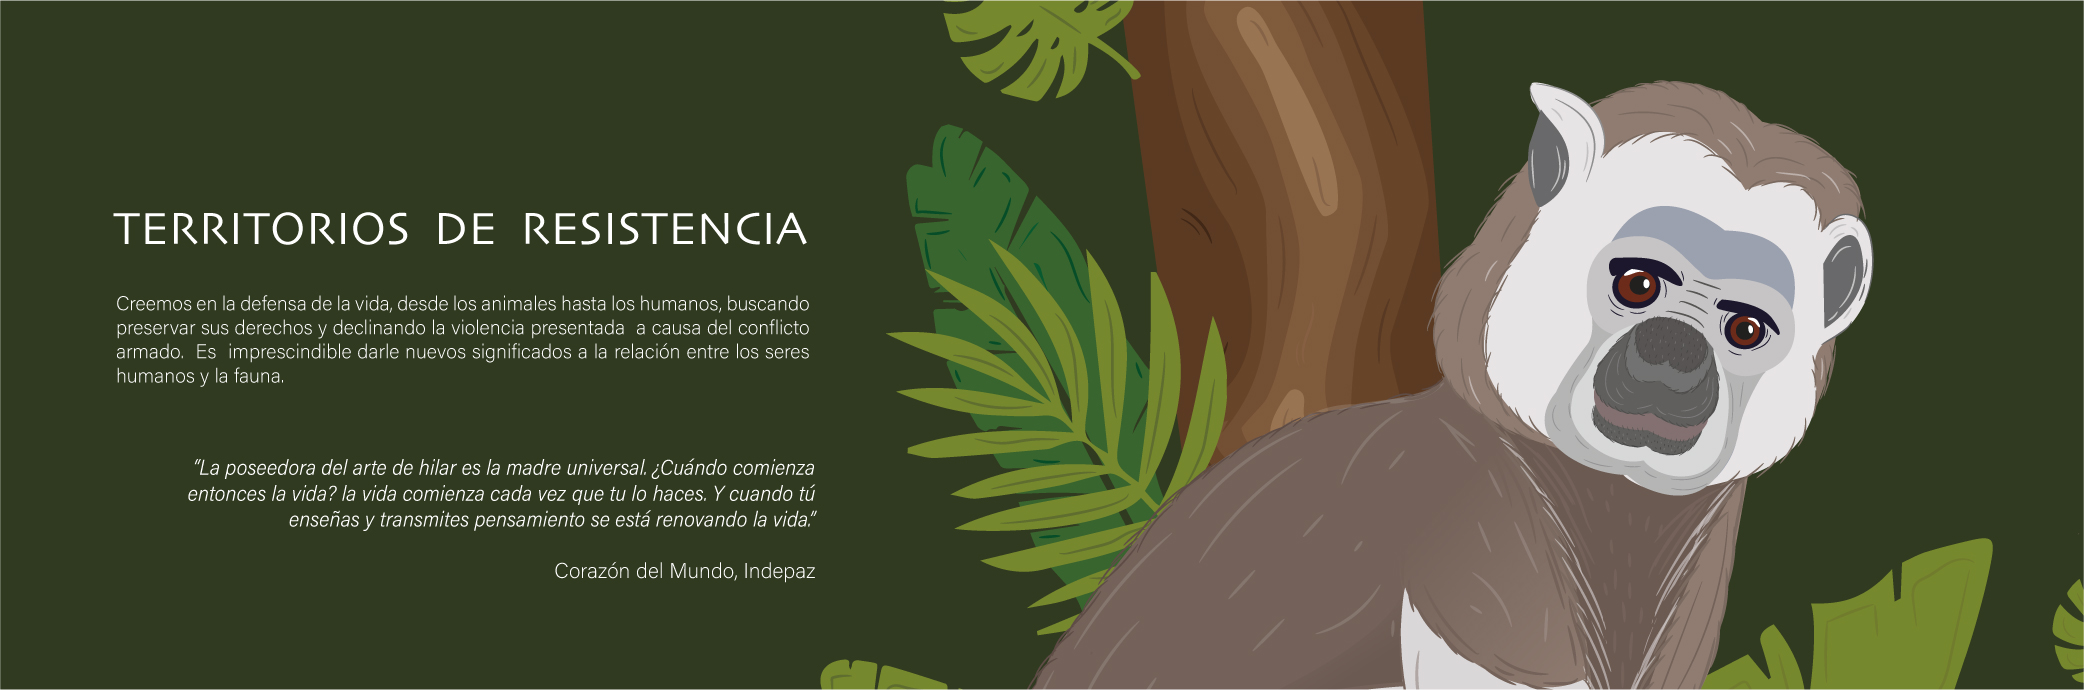 TERRITORIOS DE RESISTENCIA
Creemos en la defensa de la vida, desde los animales hasta los humanos, buscando
preservar sus derechos y declinando la violencia presentada  a causa del conflicto
armado.  Es  imprescindible darle nuevos significados a la relación entre los seres
humanos y la fauna.
“La poseedora del arte de hilar es la madre universal. ¿Cuándo comienza
entonces la vida? la vida comienza cada vez que tu lo haces. Y cuando tú
enseñas y transmites pensamiento se está renovando la vida.”
Corazón del Mundo, Indepaz